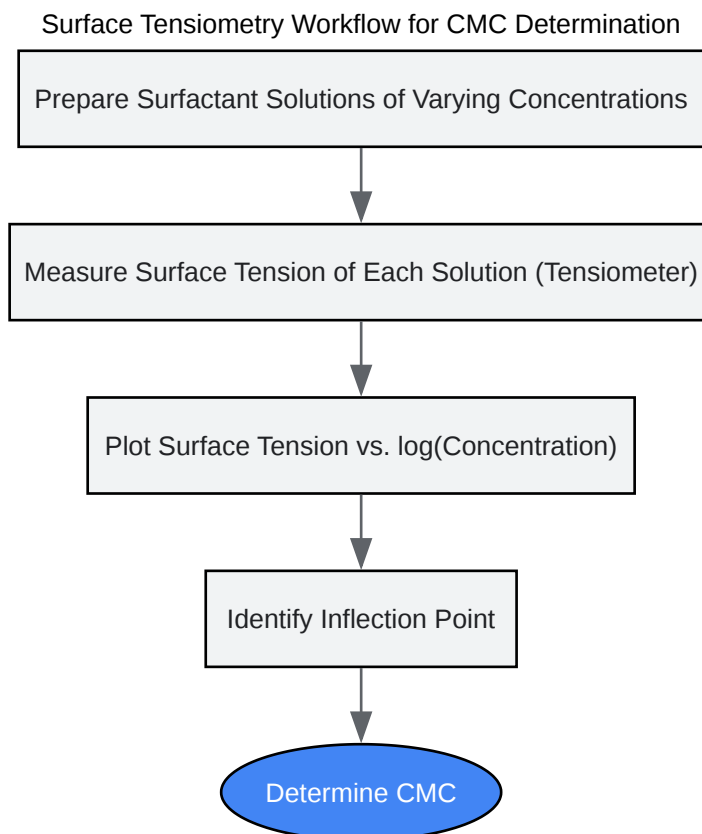 Surface Tensiometry Workflow for CMC Determination
Prepare Surfactant Solutions of Varying Concentrations
Measure Surface Tension of Each Solution (Tensiometer)
Plot Surface Tension vs. log(Concentration)
Identify Inflection Point
Determine CMC